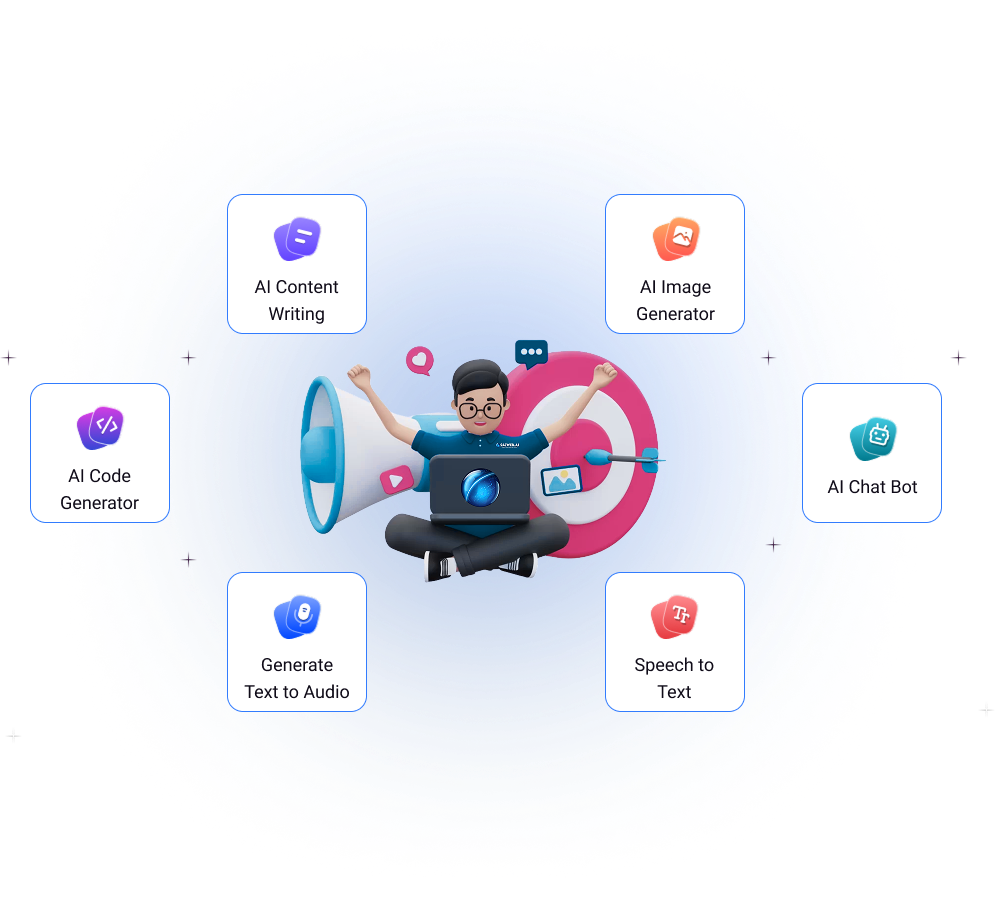 AI Content
Writing
AI Image
Generator
AI Code
Generator
AI Chat Bot
Generate
Text to Audio
Speech to
Text